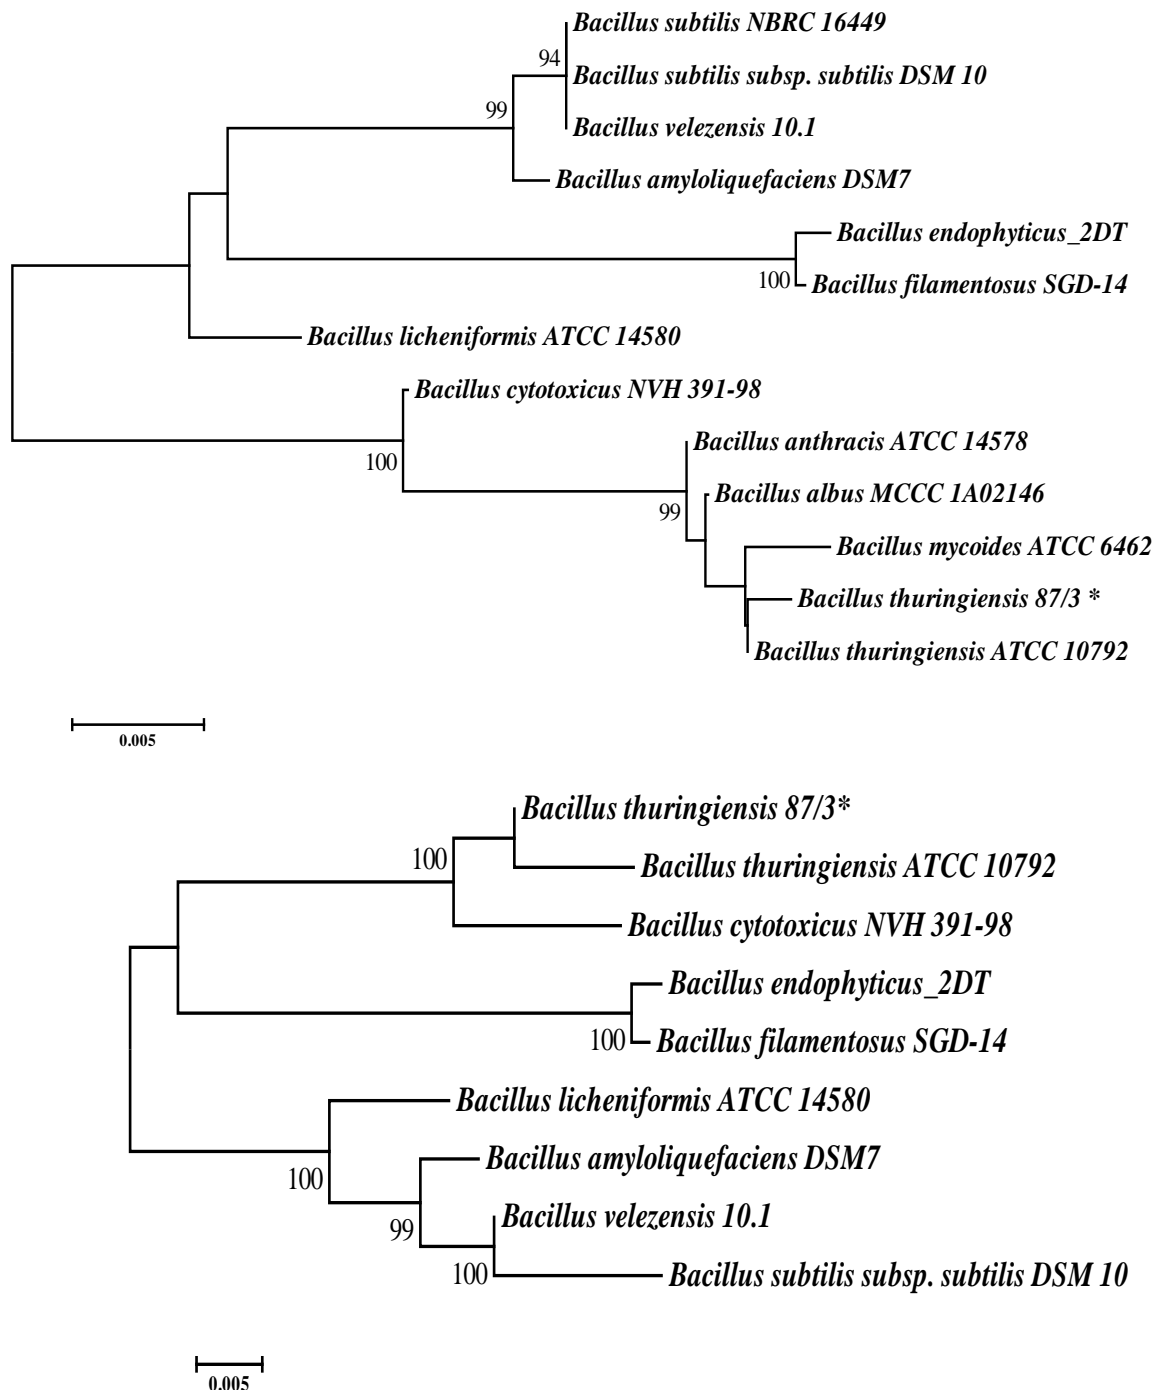 Bacillus subtilis NBRC 16449
94
Bacillus subtilis subsp. subtilis DSM 10
99
Bacillus velezensis 10.1
Bacillus amyloliquefaciens DSM7
Bacillus endophyticus_2DT
100
Bacillus filamentosus SGD-14
Bacillus licheniformis ATCC 14580
Bacillus cytotoxicus NVH 391-98
100
Bacillus anthracis ATCC 14578
Bacillus albus MCCC 1A02146
99
Bacillus mycoides ATCC 6462
Bacillus thuringiensis 87/3 *
Bacillus thuringiensis ATCC 10792
0.005
Bacillus thuringiensis 87/3*
100
Bacillus thuringiensis ATCC 10792
Bacillus cytotoxicus NVH 391-98
Bacillus endophyticus_2DT
100
Bacillus filamentosus SGD-14
Bacillus licheniformis ATCC 14580
100
Bacillus amyloliquefaciens DSM7
99
Bacillus velezensis 10.1
100
Bacillus subtilis subsp. subtilis DSM 10
0.005